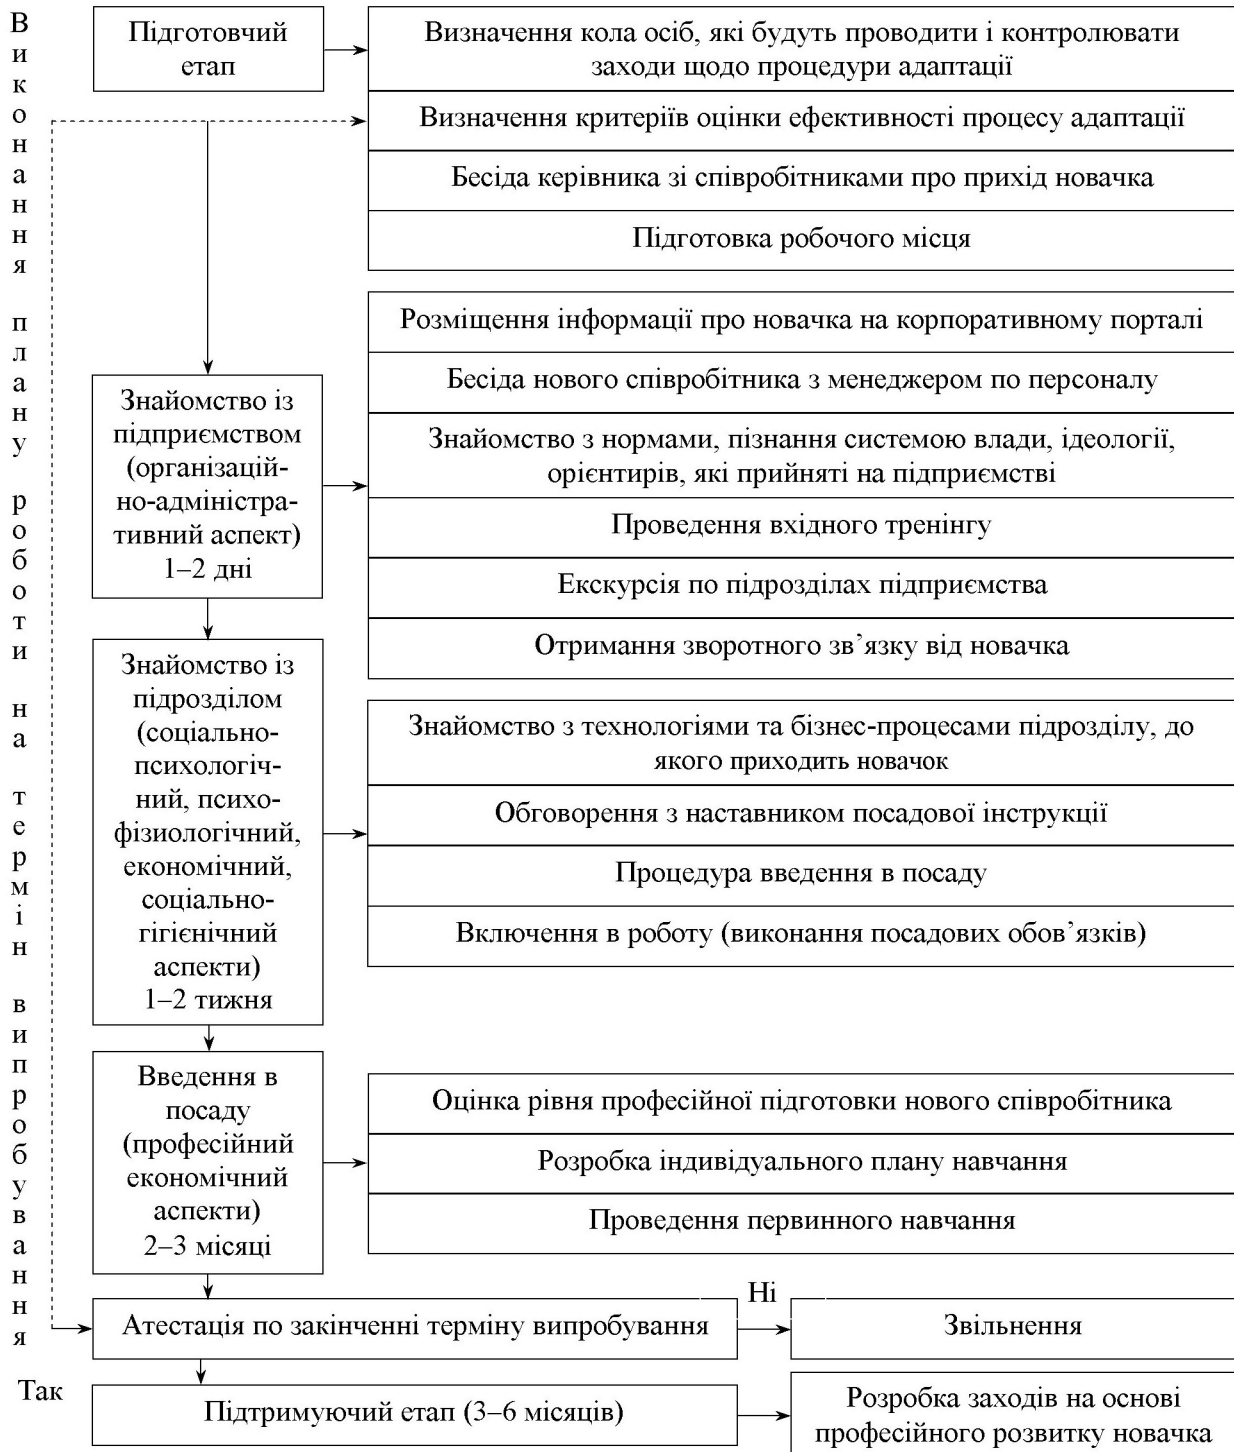 Виконання плану роботи на термін випробування
Підготовчий
етап
Визначення кола осіб, які будуть проводити і контролювати
заходи щодо процедури адаптації
Визначення критеріїв оцінки ефективності процесу адаптації
Бесіда керівника зі співробітниками про прихід новачка
Підготовка робочого місця
Знайомство із
підприємством
(організацій-
но-адміністра-
тивний аспект)
1–2 дні
Розміщення інформації про новачка на корпоративному порталі
Бесіда нового співробітника з менеджером по персоналу
Знайомство з нормами, пізнання системою влади, ідеології,
орієнтирів, які прийняті на підприємстві
Проведення вхідного тренінгу
Екскурсія по підрозділах підприємства
Отримання зворотного зв’язку від новачка
Знайомство із
підрозділом
(соціально-
психологіч-
ний, психо-
фізиологічний,
економічний,
соціально-
гігієнічний
аспекти)
1–2 тижня
Знайомство з технологіями та бізнес-процесами підрозділу, до
якого приходить новачок
Обговорення з наставником посадової інструкції
Процедура введення в посаду
Включення в роботу (виконання посадових обов’язків)
Введення в
посаду
(професійний
економічний
аспекти)
2–3 місяці
Оцінка рівня професійної підготовки нового співробітника
Розробка індивідуального плану навчання
Проведення первинного навчання
Атестація по закінченні терміну випробування
Ні
Звільнення
Так
Підтримуючий етап (3–6 місяців)
Розробка заходів на основі
професійного розвитку новачка